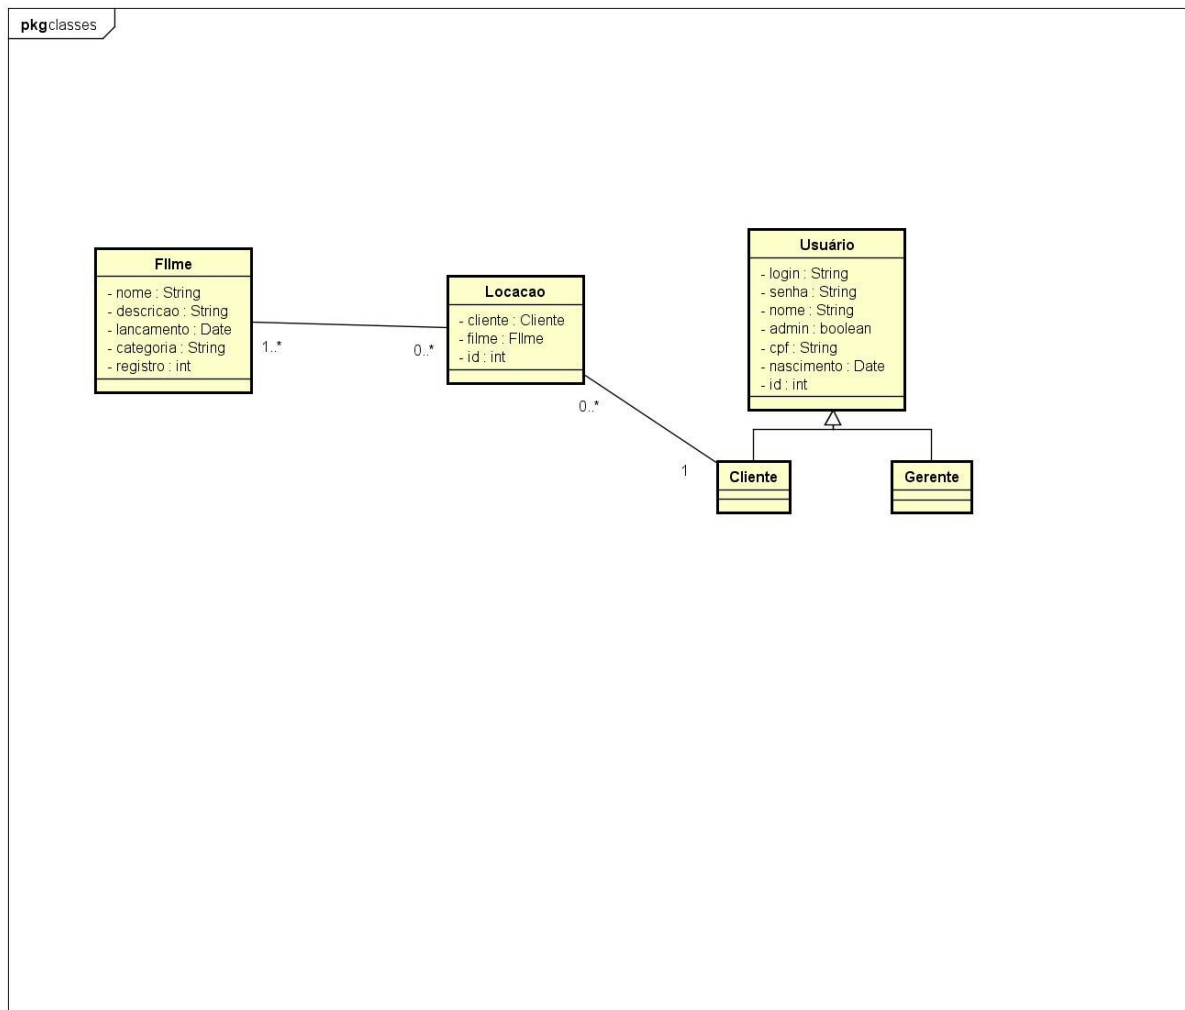 pkg classes
FIlme
- nome : String
- descricao : String
- lancamento : Date
- categoria : String
- registro : int
1..*
0..*
Locacao
- cliente : Cliente
- filme : FIlme
- id : int
0..*
1
Usuário
- login : String
- senha : String
- nome : String
- admin : boolean
- cpf : String
- nascimento : Date
- id : int
Cliente
Gerente